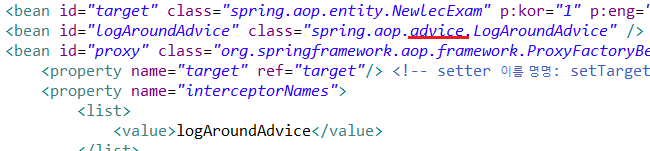 <bean id="target" class="spring.aop.entity.NewlecExam" p:kor="1" p:eng="
<bean id="logAroundAdvice" class="spring.aop.advice.LogAroundAdvice" />
<bean id="proxy" class="org.springframework.aop.framework.ProxyFactoryBe
<property name="target" ref="target"/> <!-- setter 이름 명명: setTarget
<property name="interceptorNames">
<list>
<value>logAroundAdvice</value>
</list>